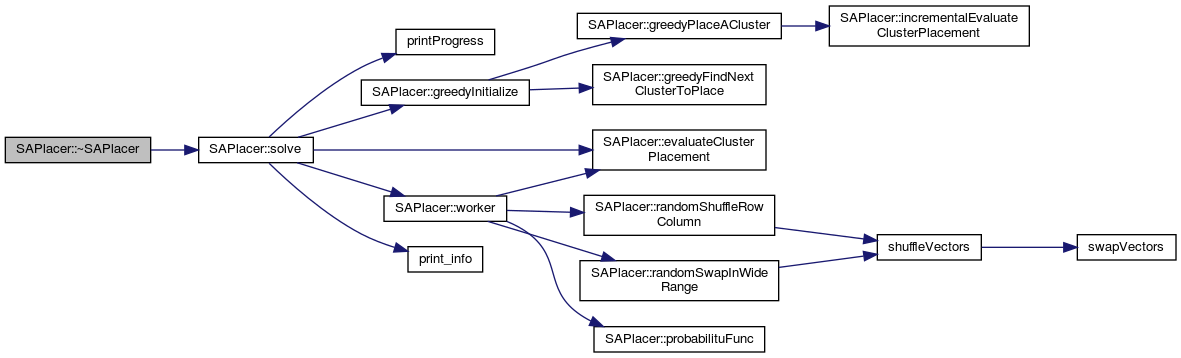 SAPlacer::~SAPlacer
SAPlacer::solve
printProgress
SAPlacer::greedyInitialize
SAPlacer::greedyPlaceACluster
SAPlacer::incrementalEvaluate
ClusterPlacement
SAPlacer::greedyFindNext
ClusterToPlace
SAPlacer::evaluateCluster
Placement
SAPlacer::worker
SAPlacer::randomShuffleRow
Column
shuffleVectors
swapVectors
print_info
SAPlacer::randomSwapInWide
Range
SAPlacer::probabilituFunc